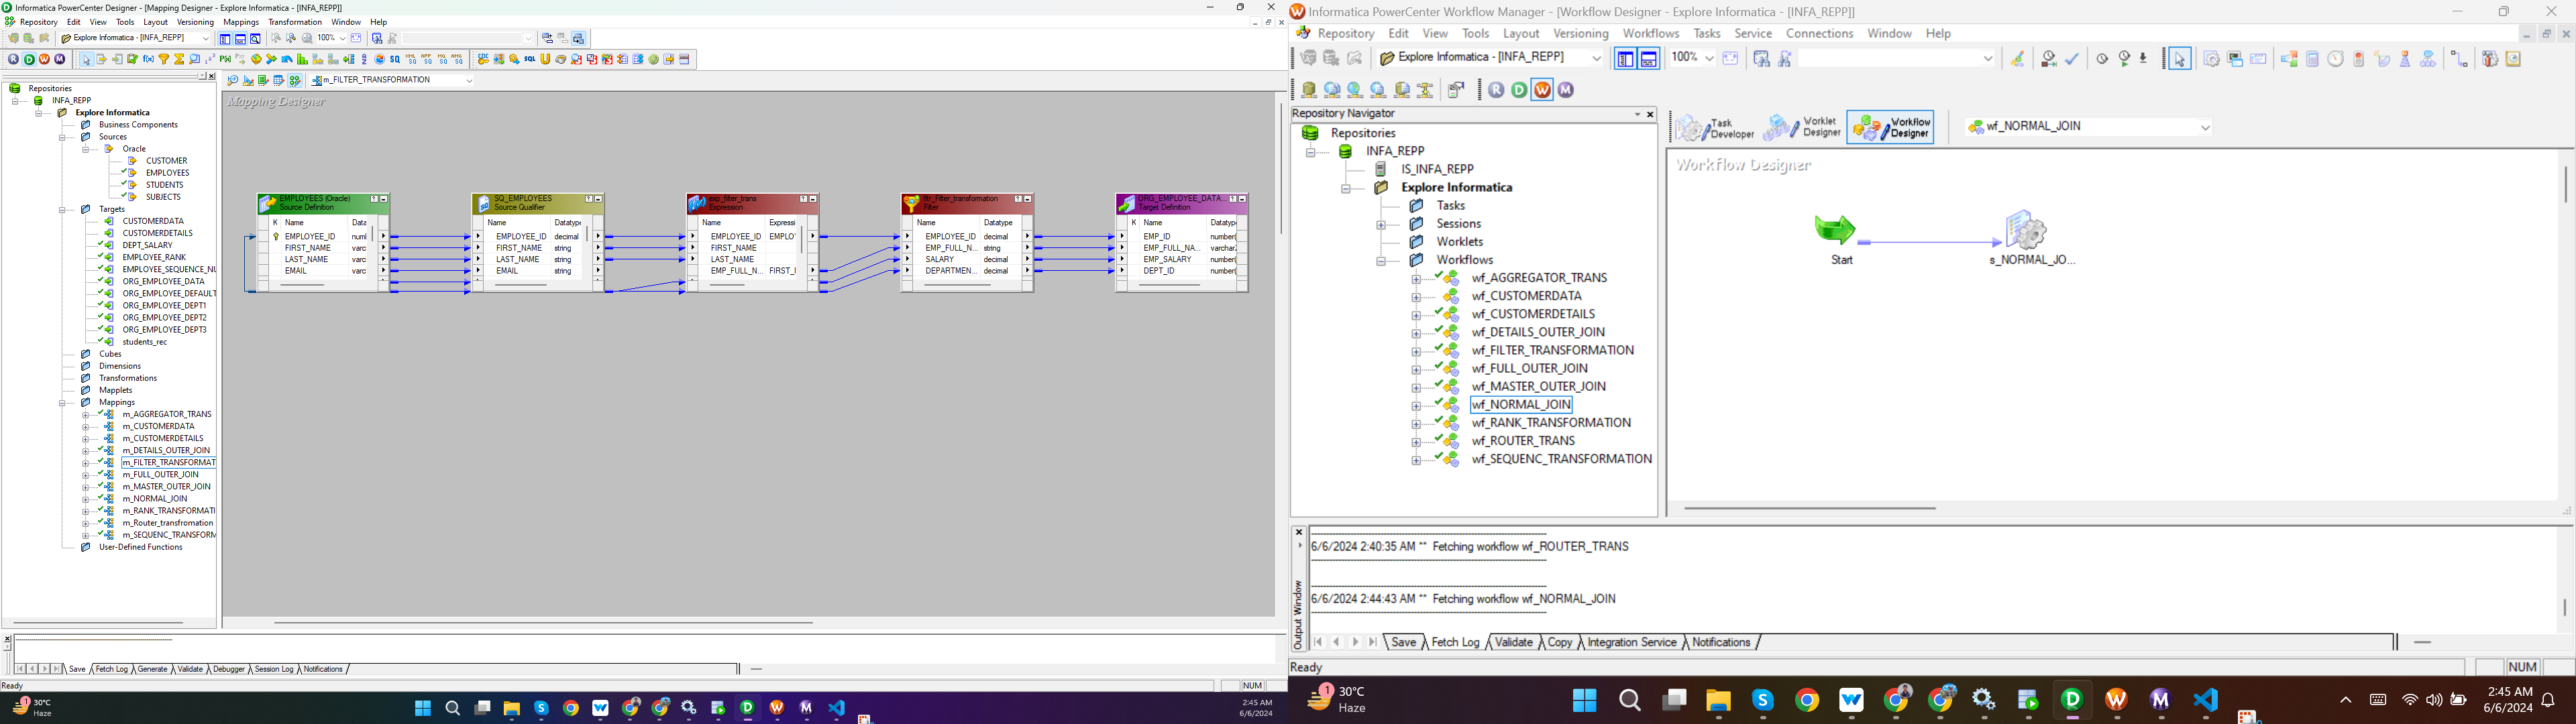 Informatica PowerCenter Designer - [Mapping Designer - Explore Informatica - [INFA_REPP]]
Repository Edit View Tools Layout Versioning Mappings Transformation Window Help
Explore Informatica - [INFA_REPP]
100%
m_FILTER_TRANSFORMATION
Repositories
INFA_REPP
Explore Informatica
Business Components
Sources
Oracle
CUSTOMER
EMPLOYEES
STUDENTS
SUBJECTS
Targets
CUSTOMERDATA
CUSTOMERDETAILS
DEPT_SALARY
EMPLOYEE_RANK
EMPLOYEE_SEQUENCE_NU
ORG_EMPLOYEE_DATA
ORG_EMPLOYEE_DEFAULT
ORG_EMPLOYEE_DEPT1
ORG_EMPLOYEE_DEPT2
ORG_EMPLOYEE_DEPT3
students_rec
Cubes
Dimensions
Transformations
Mapplets
Mappings
m_AGGREGATOR_TRANS
m_CUSTOMERDATA
m_CUSTOMERDETAILS
m_DETAILS_OUTER_JOIN
m_FILTER_TRANSFORMAT
m_FULL_OUTER_JOIN
m_MASTER_OUTER_JOIN
m_NORMAL_JOIN
m_RANK_TRANSFORMATI
m_Router_transfromation
m_SEQUENC_TRANSFORM
User-Defined Functions
Mapping Designer
EMPLOYEES (Oracle)
Source Definition
K Name Data
EMPLOYEE_ID numl
FIRST_NAME varc
LAST_NAME varc
EMAIL varc
SQ_EMPLOYEES
Source Qualifier
Name Datatyp
EMPLOYEE_ID decimal
FIRST_NAME string
LAST_NAME string
EMAIL string
exp_filter_trans
Expression
Name Expressi
EMPLOYEE_ID EMPLO
FIRST_NAME
LAST_NAME
EMP_FULL_N... FIRST_I
fltr_Filter_transformation
Filter
Name Datatype
EMPLOYEE_ID decimal
EMP_FULL_N... string
SALARY decimal
DEPARTMEN... decimal
ORG_EMPLOYEE_DATA...
Target Definition
K Name Datatyp
EMP_ID number(
EMP_FULL_NA... varchar2
EMP_SALARY number(
DEPT_ID number(
Save Fetch Log Generate Validate Debugger Session Log Notifications
Ready
NUM
30°C
Haze
2:45 AM
6/6/2024
Informatica PowerCenter Workflow Manager - [Workflow Designer - Explore Informatica - [INFA_REPP]]
Repository Edit View Tools Layout Versioning Workflows Tasks Service Connections Window Help
Explore Informatica - [INFA_REPP]
100%
R D W M
Repository Navigator
Repositories
INFA_REPP
IS_INFA_REPP
Explore Informatica
Tasks
Sessions
Worklets
Workflows
wf_AGGREGATOR_TRANS
wf_CUSTOMERDATA
wf_CUSTOMERDETAILS
wf_DETAILS_OUTER_JOIN
wf_FILTER_TRANSFORMATION
wf_FULL_OUTER_JOIN
wf_MASTER_OUTER_JOIN
wf_NORMAL_JOIN
wf_RANK_TRANSFORMATION
wf_ROUTER_TRANS
wf_SEQUENC_TRANSFORMATION
Task Developer
Worklet Designer
Workflow Designer
wf_NORMAL_JOIN
Workflow Designer
Start
s_NORMAL_JO...
Output Window
6/6/2024 2:40:35 AM ** Fetching workflow wf_ROUTER_TRANS
6/6/2024 2:44:43 AM ** Fetching workflow wf_NORMAL_JOIN
Save Fetch Log Validate Copy Integration Service Notifications
Ready
NUM
1
30°C
Haze
2:45 AM
6/6/2024